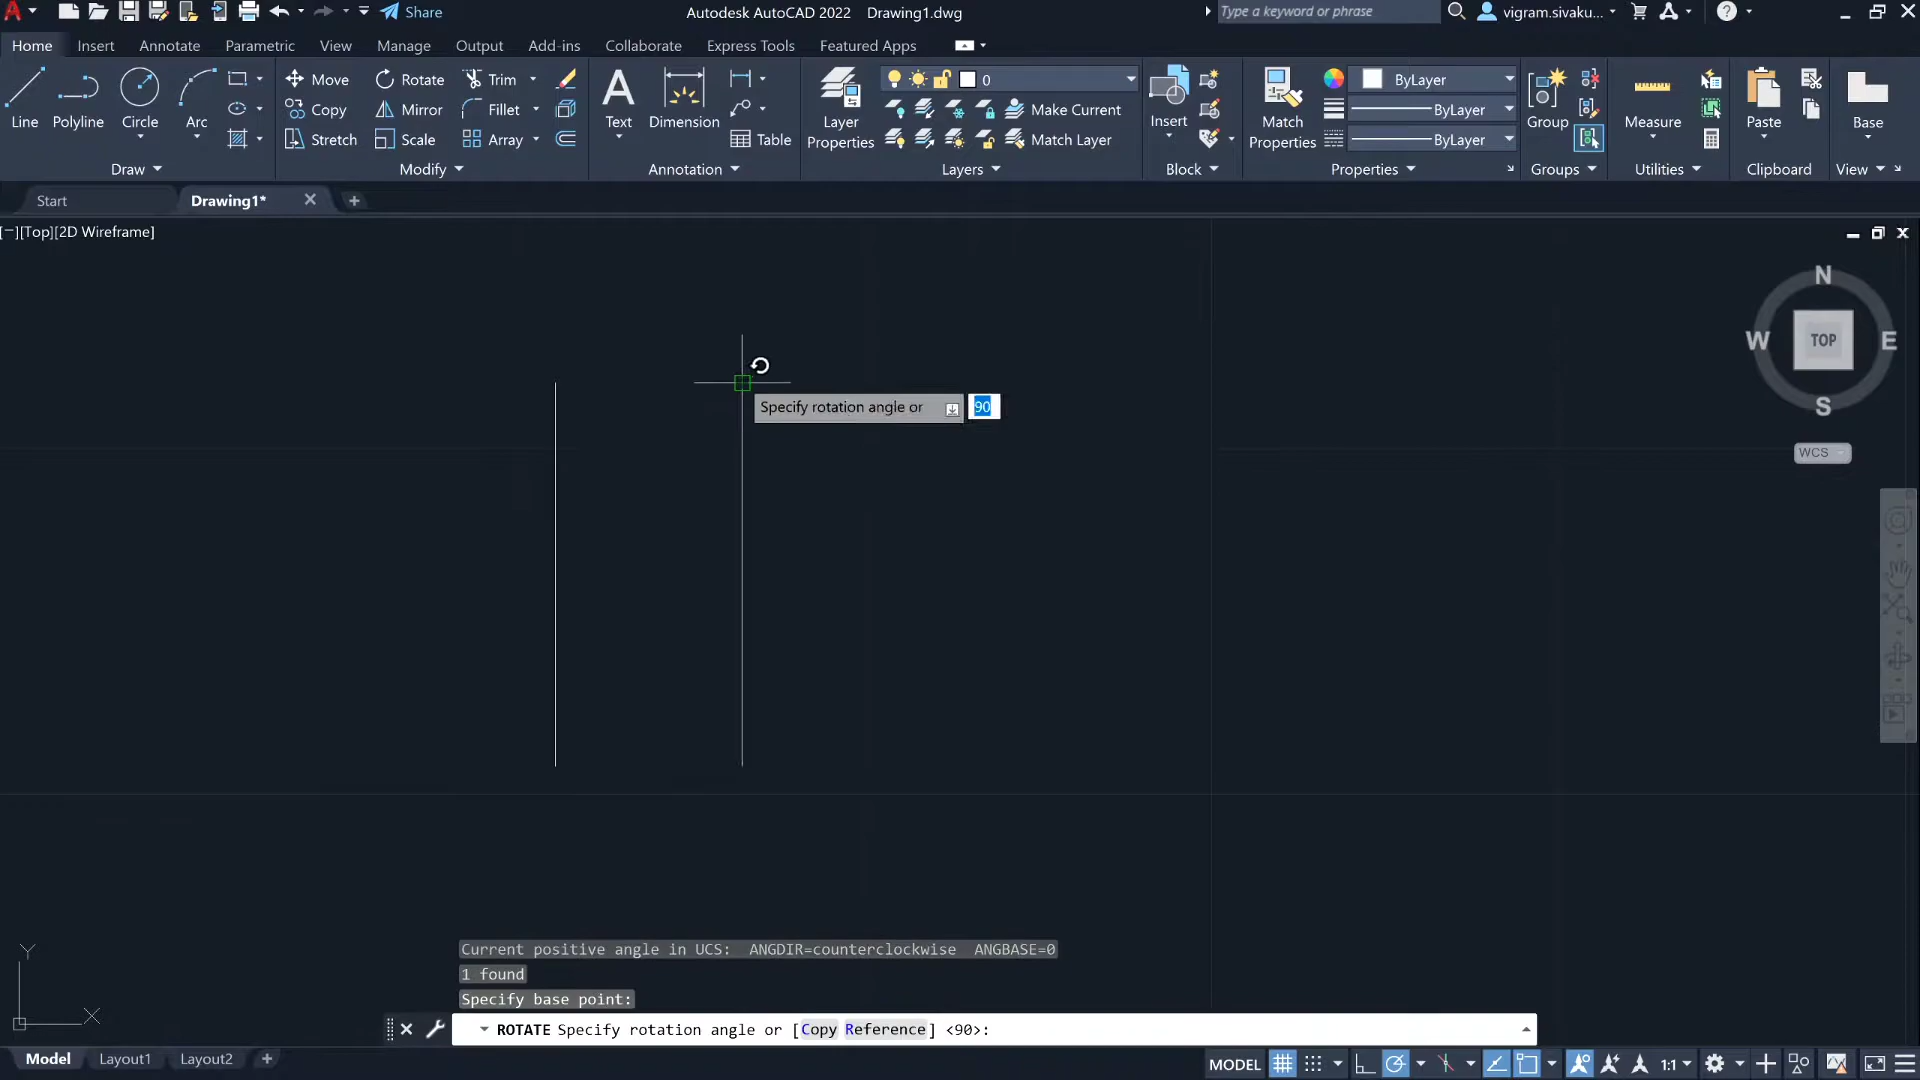 Share
Autodesk AutoCAD 2022 Drawing1.dwg
Type a keyword or phrase
vigram.sivaku...
Home Insert Annotate Parametric View Manage Output Add-ins Collaborate Express Tools Featured Apps
Move Rotate Trim 0 ByLayer
Copy Mirror Fillet Make Current ByLayer
Line Polyline Circle Arc Text Dimension Layer Insert Match Group Measure Paste Base
Stretch Scale Array Table Properties Match Layer Properties ByLayer
Draw Modify Annotation Layers Block Properties Groups Utilities Clipboard View
Start Drawing1*
[−][Top][2D Wireframe]
N
W TOP E
S
WCS
Specify rotation angle or 90
Y
X
Current positive angle in UCS: ANGDIR=counterclockwise ANGBASE=0
1 found
Specify base point:
ROTATE Specify rotation angle or [Copy Reference] <90>:
Model Layout1 Layout2 MODEL 1:1